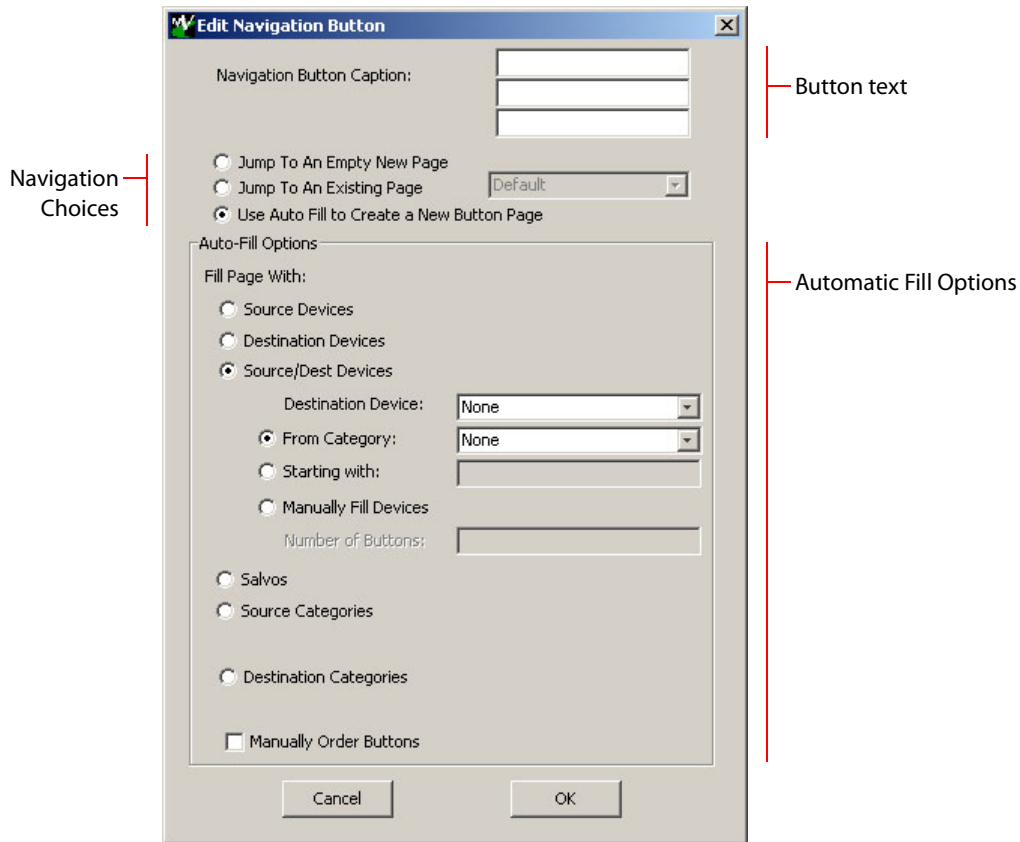 Edit Navigation Button
Navigation Button Caption:
Button text
Navigation
Choices
Jump To An Empty New Page
Jump To An Existing Page
Default
Use Auto Fill to Create a New Button Page
Auto-Fill Options
Automatic Fill Options
Fill Page With:
Source Devices
Destination Devices
Source/Dest Devices
Destination Device:
None
From Category:
None
Starting with:
Manually Fill Devices
Number of Buttons:
Salvos
Source Categories
Destination Categories
Manually Order Buttons
Cancel
OK